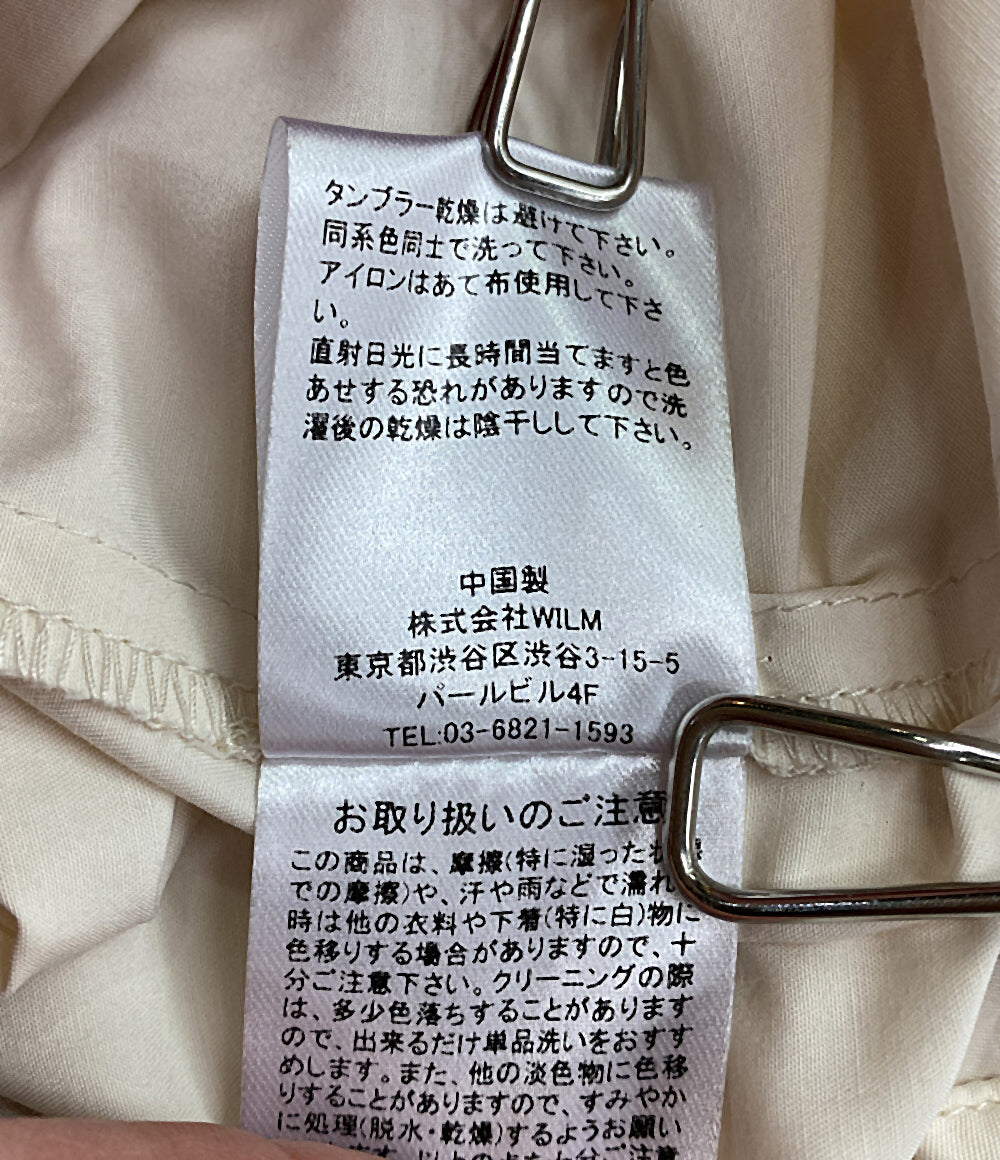 タンブラー乾燥は避けて下さい。
同系色同士で洗って下さい。
アイロンはあて布使用して下さ
い。
直射日光に長時間当てますと色
あせする恐れがありますので洗
濯後の乾燥は陰干しして下さい。
中国製
株式会社WILM
東京都渋谷区渋谷3-15-5
パールビル4F
TEL:03-6821-1593
お取り扱いのご注意
この商品は、摩擦(特に湿った
での摩擦)や、汗や雨などで濡れ
時は他の衣料や下着(特に白)物に
色移りする場合がありますので、十
分ご注意下さい。クリーニングの際
は、多少色落ちすることがあります
ので、出来るだけ単品洗いをおすす
めします。また、他の淡色物に色移
りすることがありますので、すみやか
に処理(脱水・乾燥)するようお願い